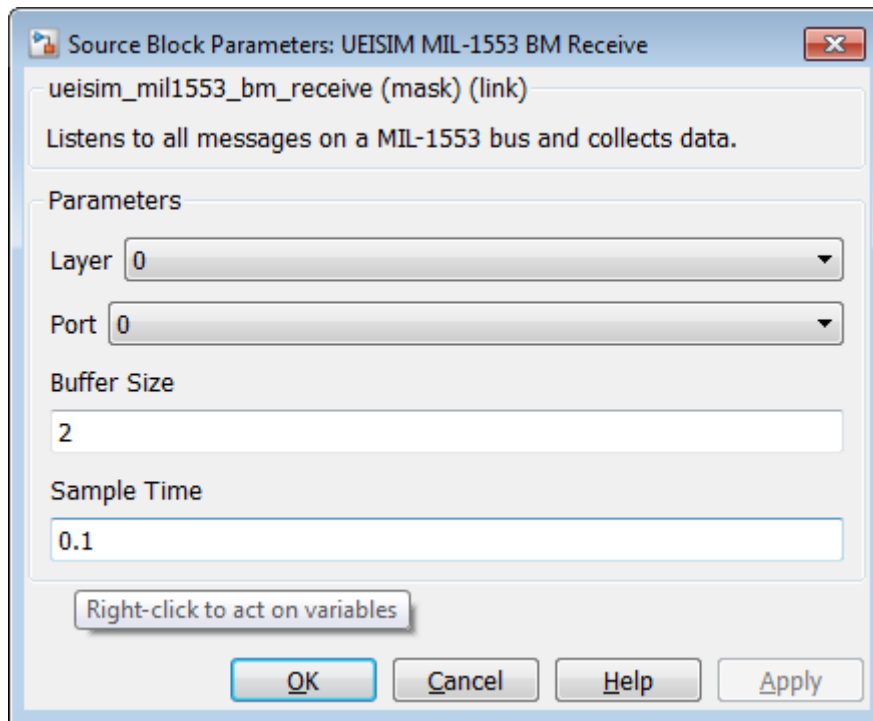 Source Block Parameters: UEISIM MIL-1553 BM Receive
ueisim_mil1553_bm_receive (mask) (link)
Listens to all messages on a MIL-1553 bus and collects data.
Parameters
Layer 0
Port 0
Buffer Size
2
Sample Time
0.1
Right-click to act on variables
OK Cancel Help Apply